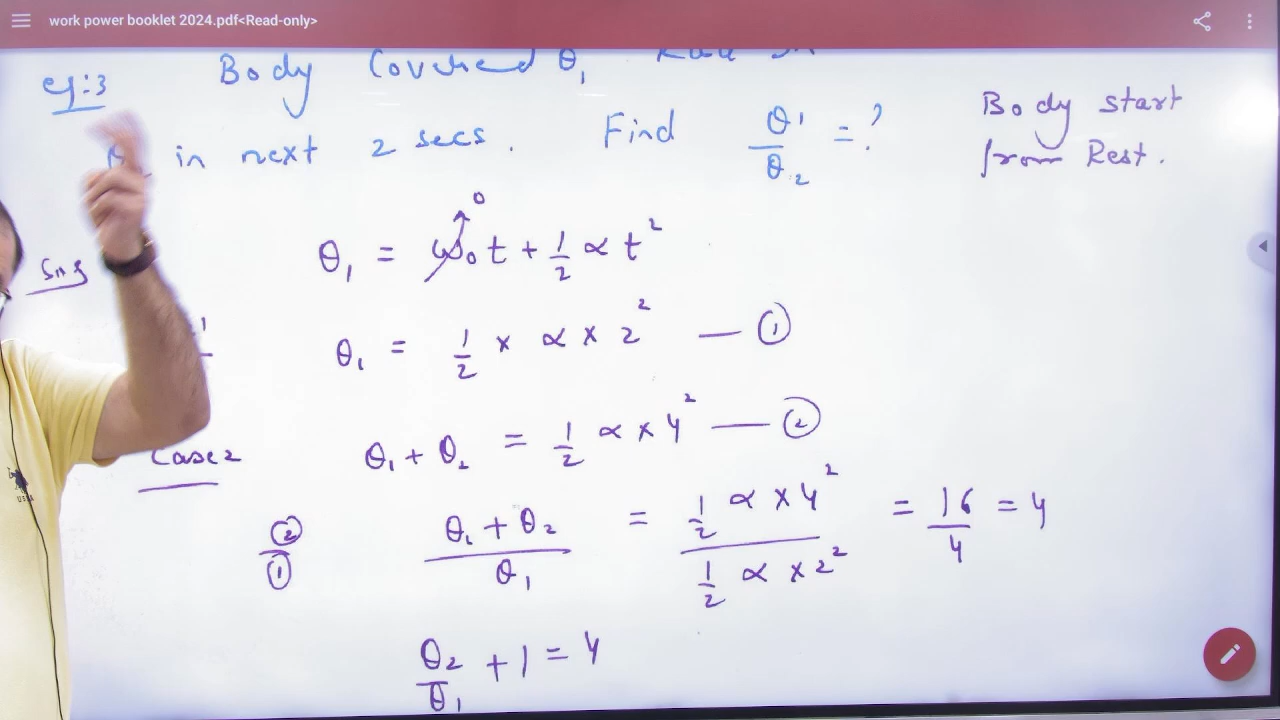 work power booklet 2024.pdf<Read-only>
eg:3 Body Covered θ₁
in next 2 secs. Find θ₁/θ₂ = ?
Body start
from Rest.
θ₁ = ω₀t + 1/2 α t²
0
θ₁ = 1/2 × α × 2² — ①
Case 2 θ₁ + θ₂ = 1/2 α × 4² — ②
②/① (θ₁ + θ₂)/θ₁ = (1/2 α × 4²)/(1/2 α × 2²) = 16/4 = 4
θ₂/θ₁ + 1 = 4